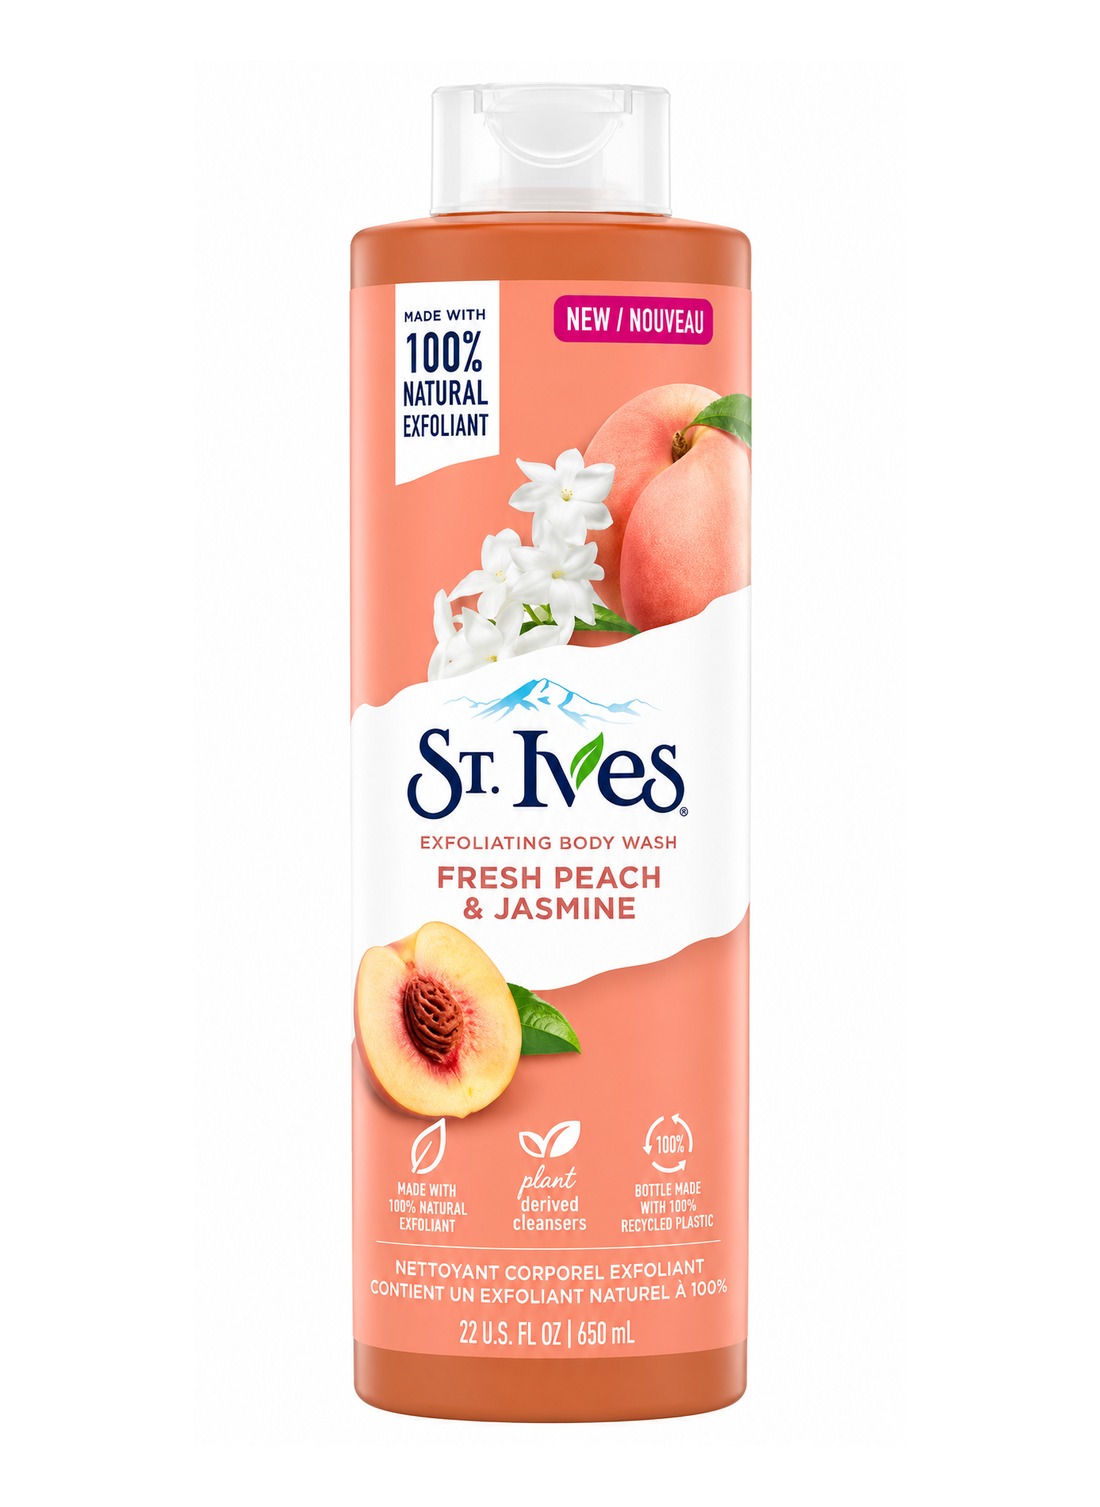 MADE WITH
100%
NATURAL
EXFOLIANT
NEW / NOUVEAU
ST. Ives®
EXFOLIATING BODY WASH
FRESH PEACH
& JASMINE
MADE WITH
100% NATURAL
EXFOLIANT
plant
derived
cleansers
100%
BOTTLE MADE
WITH 100%
RECYCLED PLASTIC
NETTOYANT CORPOREL EXFOLIANT
CONTIENT UN EXFOLIANT NATUREL À 100%
22 U.S. FL OZ | 650 mL